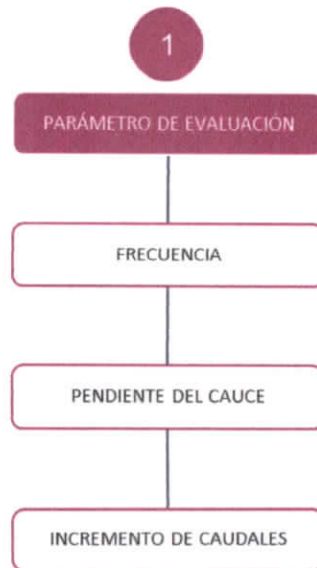 1
PARÁMETRO DE EVALUACIÓN
FRECUENCIA
PENDIENTE DEL CAUCE
INCREMENTO DE CAUDALES